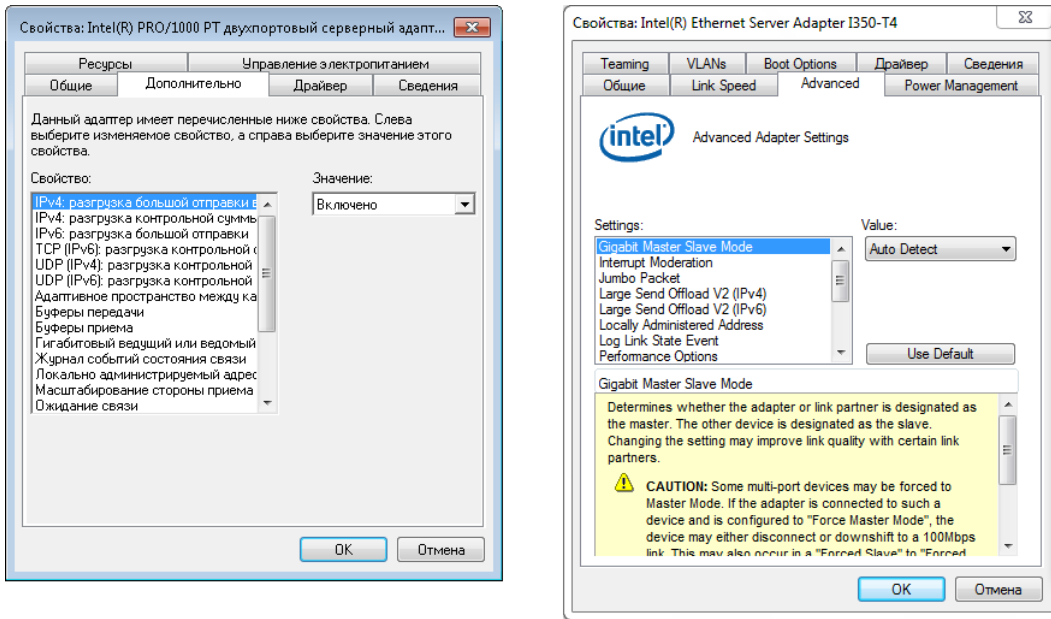 Свойства: Intel(R) PRO/1000 PT двухпортовый серверный адапт...
Ресурсы
Управление электропитанием
Общие
Дополнительно
Драйвер
Сведения
Данный адаптер имеет перечисленные ниже свойства. Слева
выберите изменяемое свойство, а справа выберите значение этого
свойства.
Свойство:
Значение:
IPv4: разгрузка большой отправки в
IPv4: разгрузка контрольной суммы
IPv6: разгрузка большой отправки
TCP (IPv6): разгрузка контрольной
UDP (IPv4): разгрузка контрольной
UDP (IPv6): разгрузка контрольной
Адаптивное пространство между ка
Буферы передачи
Буферы приема
Гигабитовый ведущий или ведомый
Журнал событий состояния связи
Локально администрируемый адрес
Масштабирование стороны приема
Ожидание связи
Включено
OK
Отмена
Свойства: Intel(R) Ethernet Server Adapter I350-T4
Teaming
VLANs
Boot Options
Драйвер
Сведения
Общие
Link Speed
Advanced
Power Management
intel
Advanced Adapter Settings
Settings:
Value:
Gigabit Master Slave Mode
Interrupt Moderation
Jumbo Packet
Large Send Offload V2 (IPv4)
Large Send Offload V2 (IPv6)
Locally Administered Address
Log Link State Event
Performance Options
Auto Detect
Use Default
Gigabit Master Slave Mode
Determines whether the adapter or link partner is designated as
the master. The other device is designated as the slave.
Changing the setting may improve link quality with certain link
partners.
CAUTION: Some multi-port devices may be forced to
Master Mode. If the adapter is connected to such a
device and is configured to "Force Master Mode", the
device may either disconnect or downshift to a 100Mbps
link. This may also occur in a "Forced Slave" to "Forced
OK
Отмена